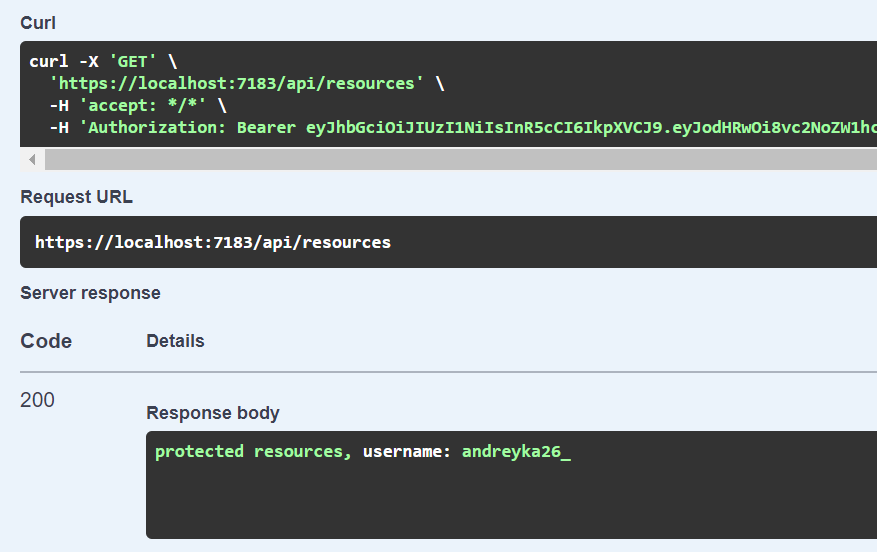 Curl
curl -X 'GET' \
'https://localhost:7183/api/resources' \
-H 'accept: */*' \
-H 'Authorization: Bearer eyJhbGciOiJIUzI1NiIsInR5cCI6IkpXVCJ9.eyJodHRwOi8vc2NoZW1hc
Request URL
https://localhost:7183/api/resources
Server response
Code Details
200
Response body
protected resources, username: andreyka26_